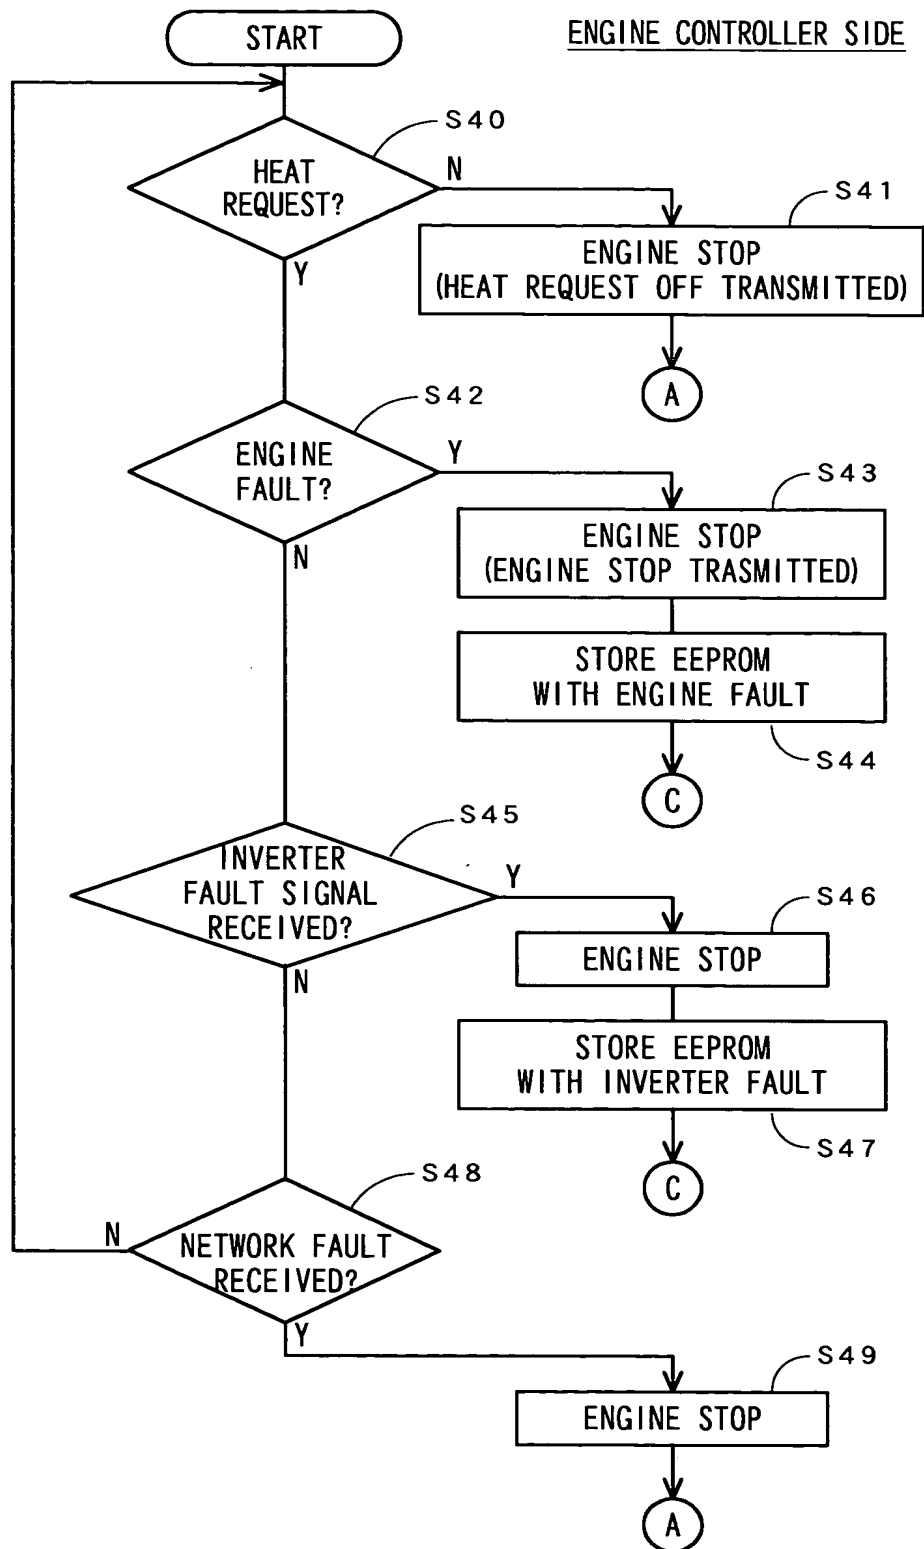 START
ENGINE CONTROLLER SIDE
S40
HEAT
REQUEST?
N
Y
S41
ENGINE STOP
(HEAT REQUEST OFF TRANSMITTED)
A
S42
ENGINE
FAULT?
Y
N
S43
ENGINE STOP
(ENGINE STOP TRASMITTED)
STORE EEPROM
WITH ENGINE FAULT
S44
C
S45
INVERTER
FAULT SIGNAL
RECEIVED?
Y
N
S46
ENGINE STOP
STORE EEPROM
WITH INVERTER FAULT
S47
C
S48
NETWORK FAULT
RECEIVED?
N
Y
S49
ENGINE STOP
A